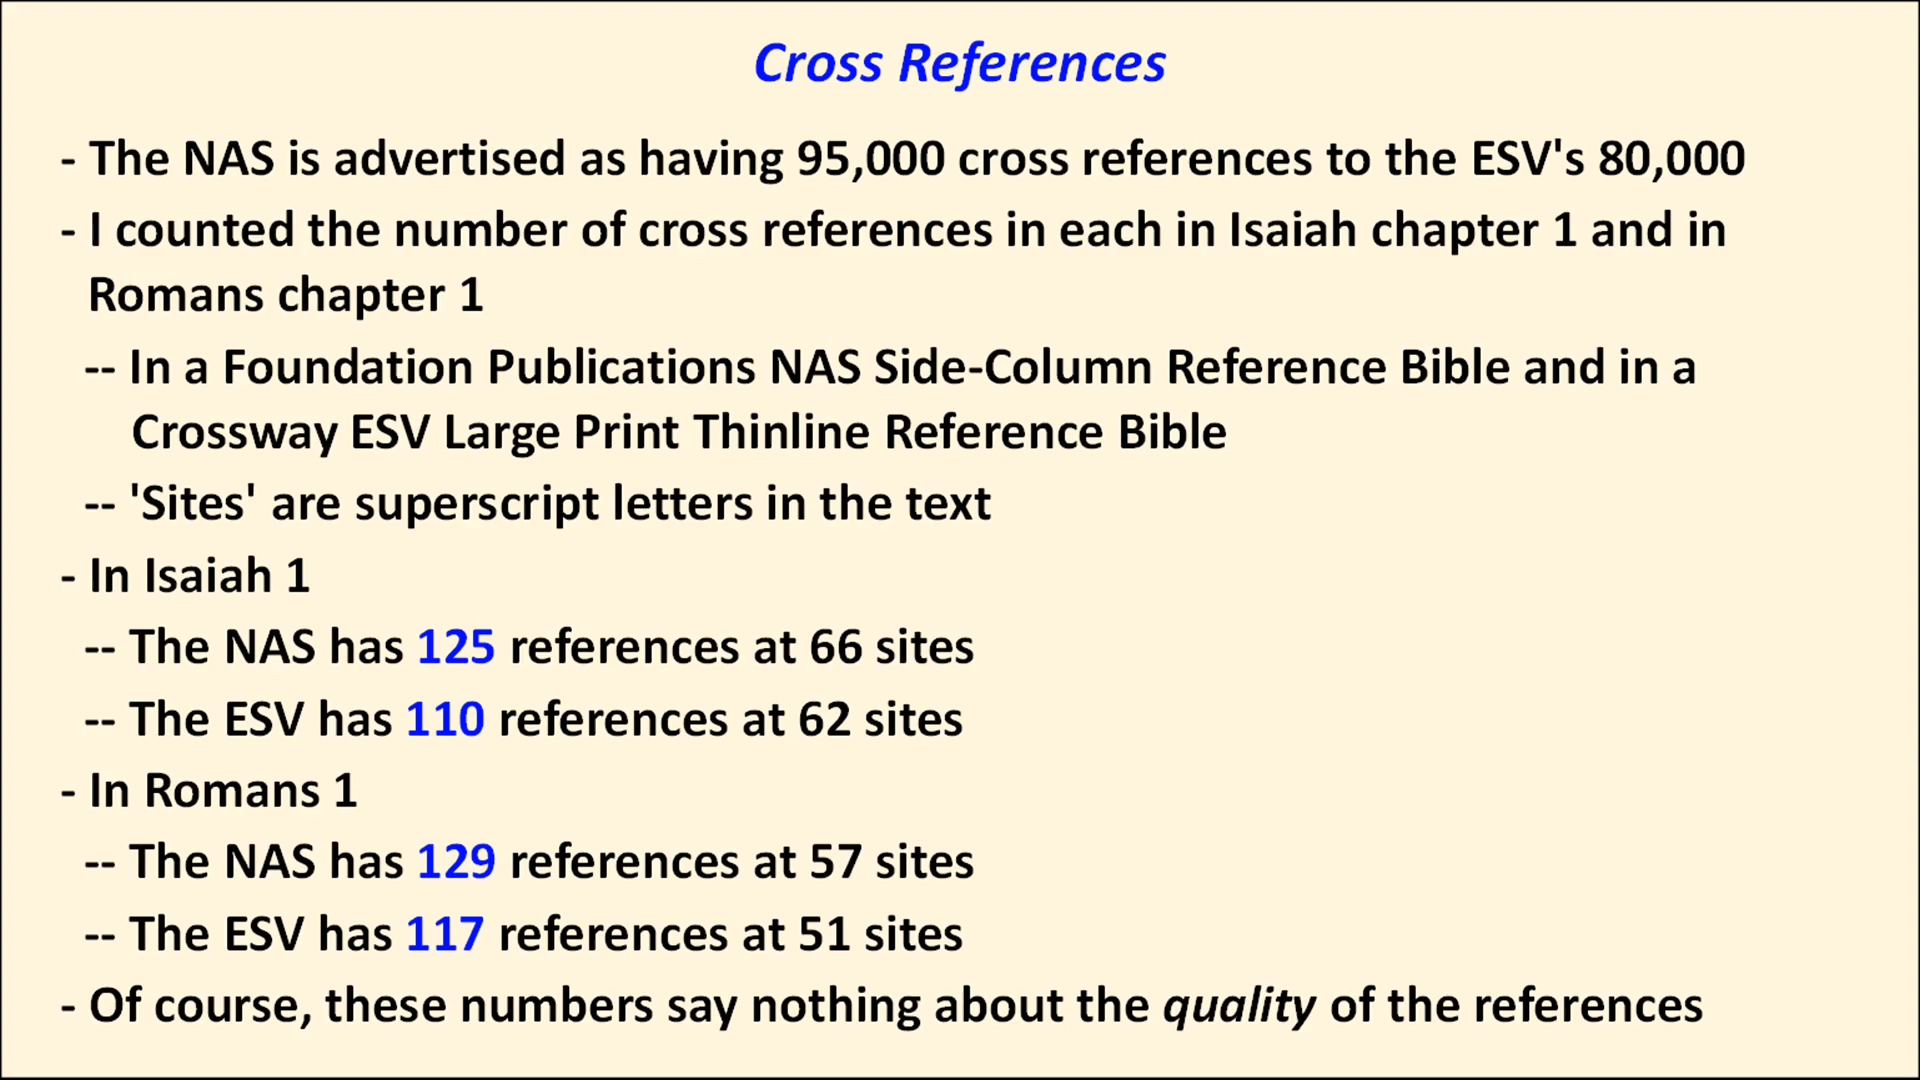 Cross References
- The NAS is advertised as having 95,000 cross references to the ESV's 80,000
- I counted the number of cross references in each in Isaiah chapter 1 and in
Romans chapter 1
-- In a Foundation Publications NAS Side-Column Reference Bible and in a
Crossway ESV Large Print Thinline Reference Bible
-- 'Sites' are superscript letters in the text
- In Isaiah 1
-- The NAS has 125 references at 66 sites
-- The ESV has 110 references at 62 sites
- In Romans 1
-- The NAS has 129 references at 57 sites
-- The ESV has 117 references at 51 sites
- Of course, these numbers say nothing about the quality of the references